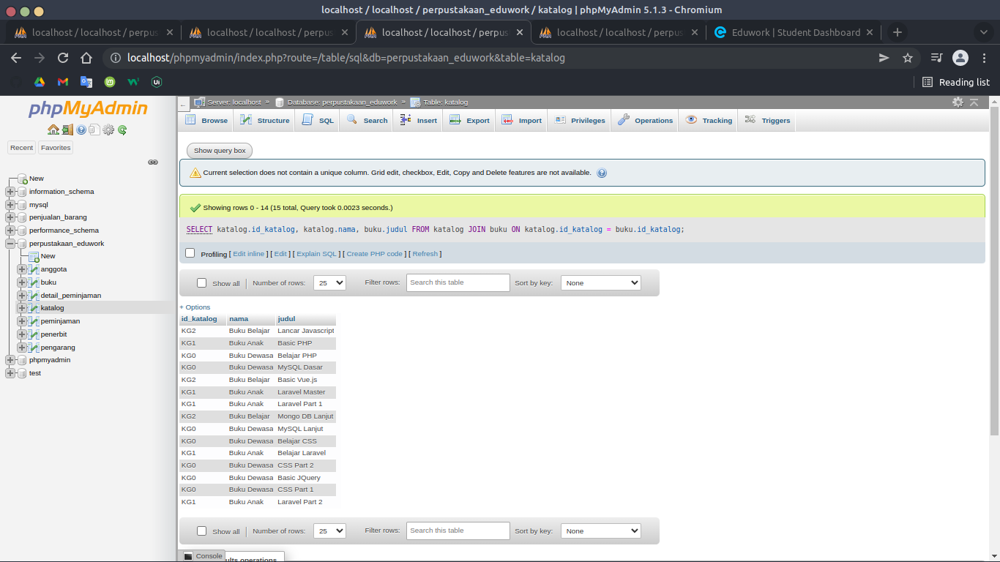 localhost / localhost / perpustakaan_eduwork / katalog | phpMyAdmin 5.1.3 - Chromium
localhost / localhost / perpus
localhost / localhost / perpus
localhost / localhost / perpus
localhost / localhost / perpus
Eduwork | Student Dashboard
localhost/phpmyadmin/index.php?route=/table/sql&db=perpustakaan_eduwork&table=katalog
Reading list
phpMyAdmin
Recent Favorites
New
information_schema
mysql
penjualan_barang
performance_schema
perpustakaan_eduwork
New
anggota
buku
detail_peminjaman
katalog
peminjaman
penerbit
pengarang
phpmyadmin
test
Server: localhost » Database: perpustakaan_eduwork » Table: katalog
Browse Structure SQL Search Insert Export Import Privileges Operations Tracking Triggers
Show query box
Current selection does not contain a unique column. Grid edit, checkbox, Edit, Copy and Delete features are not available.
Showing rows 0 - 14 (15 total, Query took 0.0023 seconds.)
SELECT katalog.id_katalog, katalog.nama, buku.judul FROM katalog JOIN buku ON katalog.id_katalog = buku.id_katalog;
Profiling [ Edit inline ] [ Edit ] [ Explain SQL ] [ Create PHP code ] [ Refresh ]
Show all | Number of rows: 25 Filter rows: Search this table Sort by key: None
+ Options
id_katalog nama judul
KG2 Buku Belajar Lancar Javascript
KG1 Buku Anak Basic PHP
KG0 Buku Dewasa Belajar PHP
KG0 Buku Dewasa MySQL Dasar
KG2 Buku Belajar Basic Vue.js
KG1 Buku Anak Laravel Master
KG1 Buku Anak Laravel Part 1
KG2 Buku Belajar Mongo DB Lanjut
KG0 Buku Dewasa MySQL Lanjut
KG0 Buku Dewasa Belajar CSS
KG1 Buku Anak Belajar Laravel
KG0 Buku Dewasa CSS Part 2
KG0 Buku Dewasa Basic JQuery
KG0 Buku Dewasa CSS Part 1
KG1 Buku Anak Laravel Part 2
Show all | Number of rows: 25 Filter rows: Search this table Sort by key: None
Console
ults operations